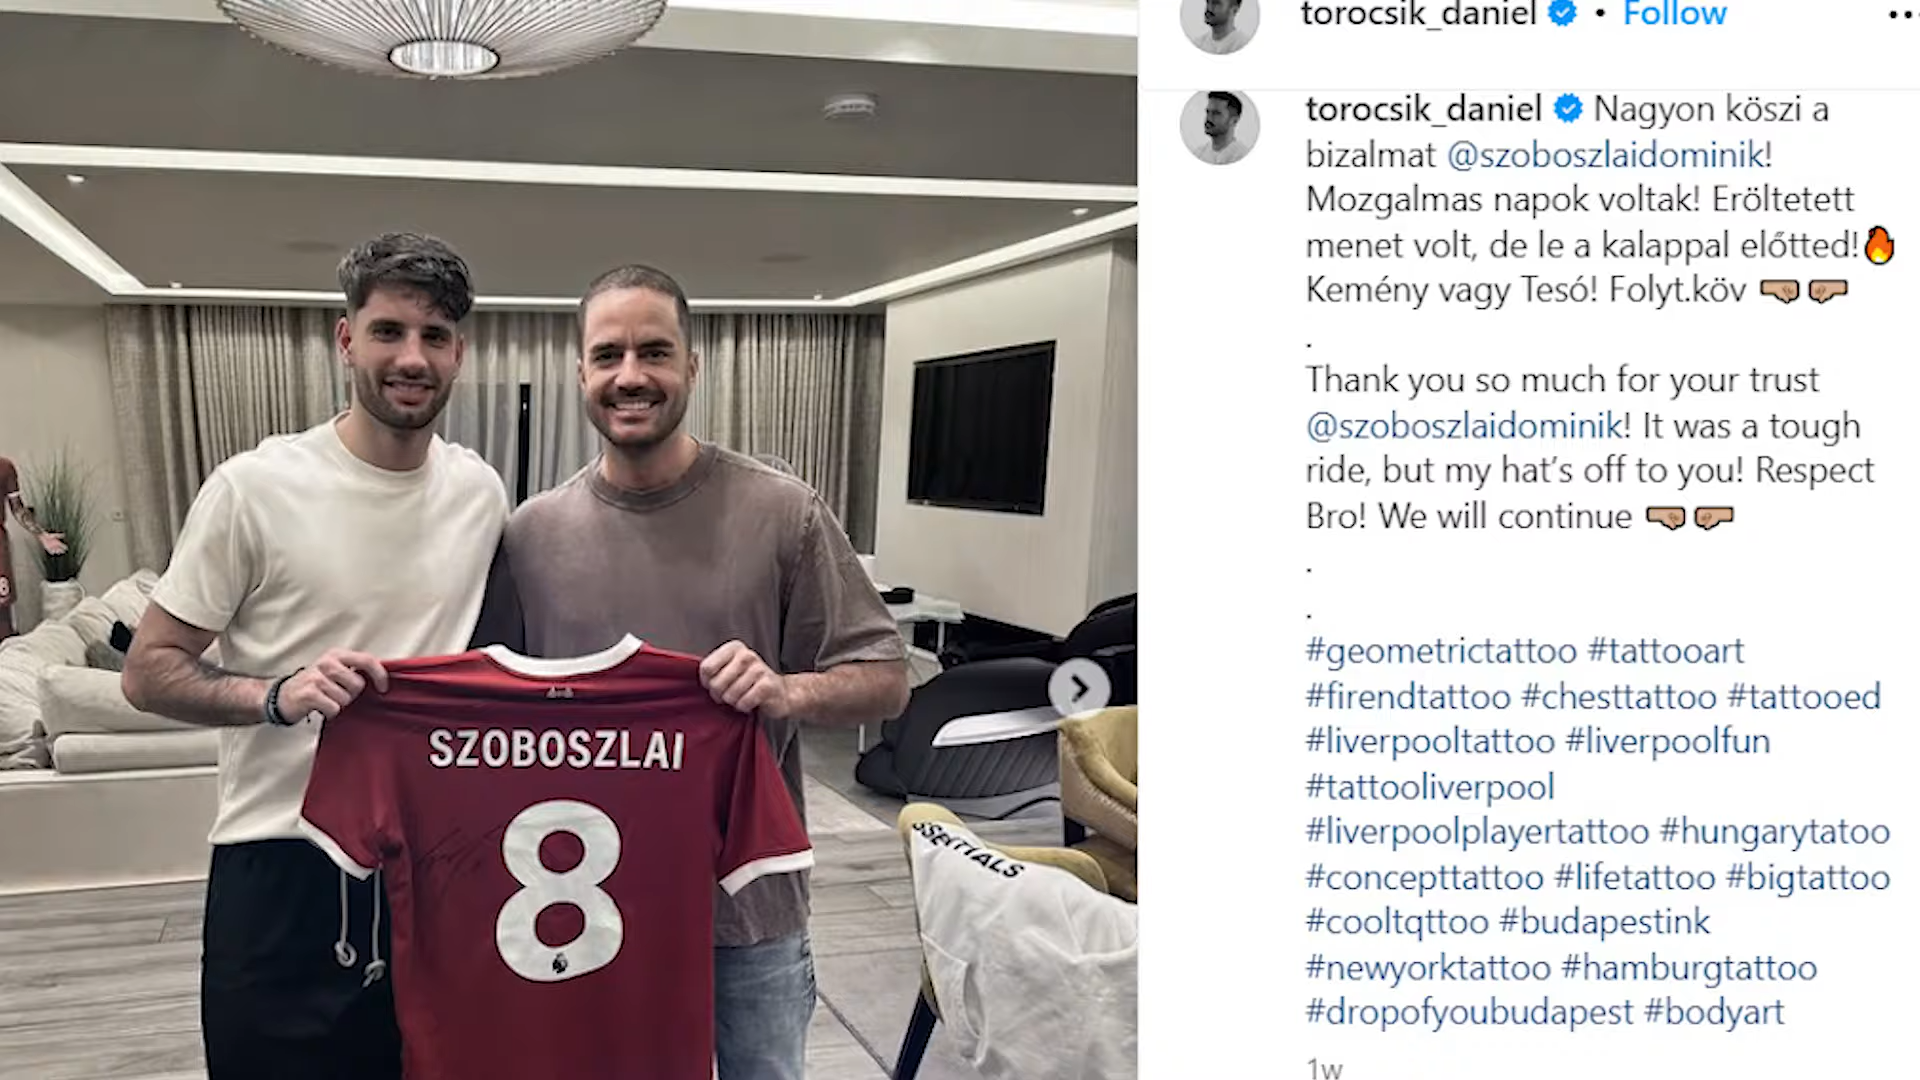 torocsik_daniel • Follow
torocsik_daniel Nagyon köszi a
bizalmat @szoboszlaidominik!
Mozgalmas napok voltak! Eröltetett
menet volt, de le a kalappal előtted!🔥
Kemény vagy Tesó! Folyt.köv 🤜🏽🤛🏽
.
Thank you so much for your trust
@szoboszlaidominik! It was a tough
ride, but my hat’s off to you! Respect
Bro! We will continue 🤜🏽🤛🏽
.
.
#geometrictattoo #tattooart
#firendtattoo #chesttattoo #tattooed
#liverpooltattoo #liverpoolfun
#tattooliverpool
#liverpoolplayertattoo #hungarytatoo
#concepttattoo #lifetattoo #bigtattoo
#cooltqttoo #budapestink
#newyorktattoo #hamburgtattoo
#dropofyoubudapest #bodyart
1w
SZOBOSZLAI
8
SSENTIALS